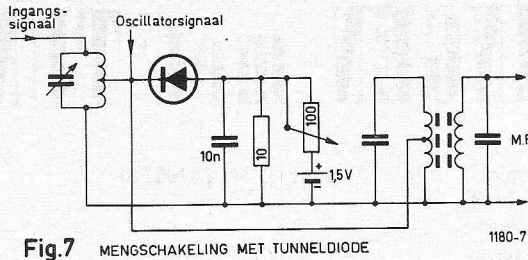 Ingangs-
signaal
Oscillatorsignaal
10n
10
100
+
1,5V
-
M.F
1180-7
Fig.7 MENGSCHAKELING MET TUNNELDIODE